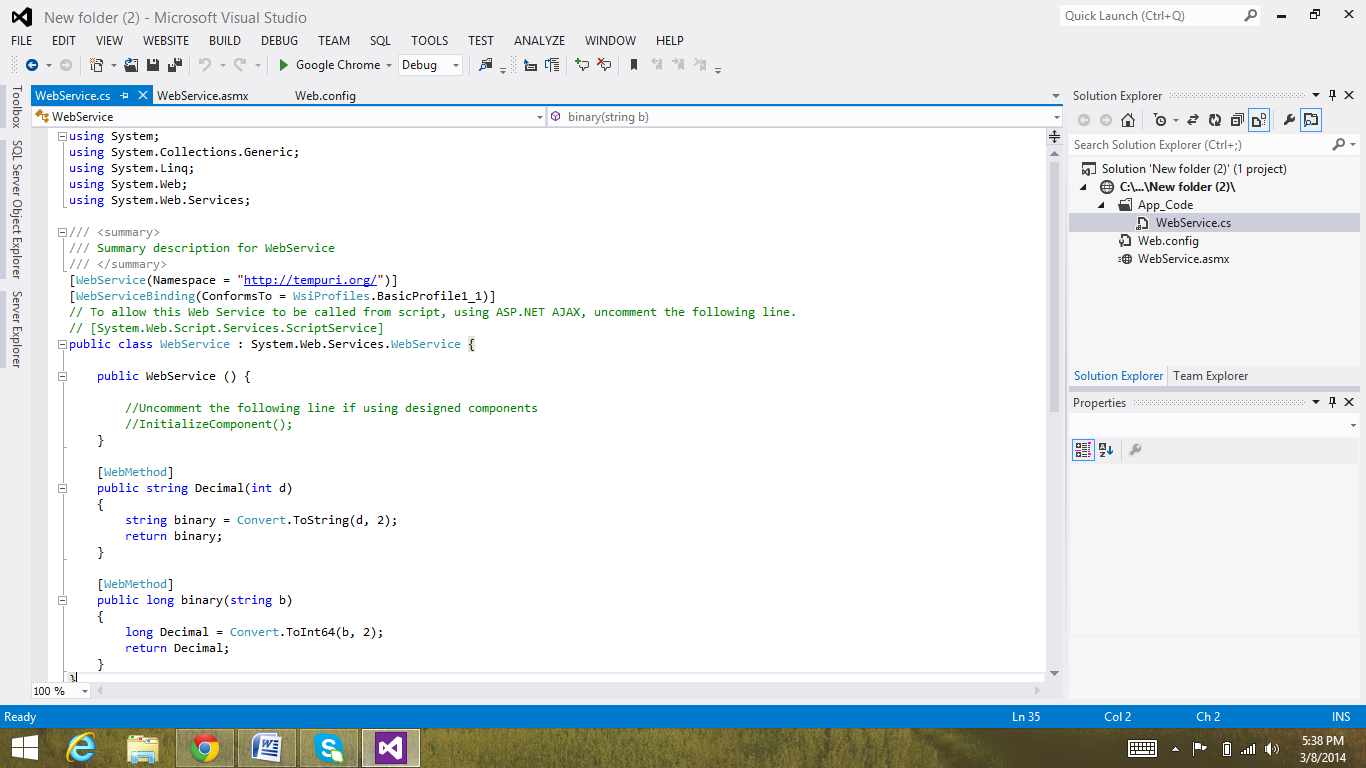 New folder (2) - Microsoft Visual Studio
Quick Launch (Ctrl+Q)
FILE EDIT VIEW WEBSITE BUILD DEBUG TEAM SQL TOOLS TEST ANALYZE WINDOW HELP
Google Chrome Debug
Toolbox
SQL Server Object Explorer
Server Explorer
WebService.cs WebService.asmx Web.config
WebService binary(string b)
using System;
using System.Collections.Generic;
using System.Linq;
using System.Web;
using System.Web.Services;
/// <summary>
/// Summary description for WebService
/// </summary>
[WebService(Namespace = "http://tempuri.org/")]
[WebServiceBinding(ConformsTo = WsiProfiles.BasicProfile1_1)]
// To allow this Web Service to be called from script, using ASP.NET AJAX, uncomment the following line.
// [System.Web.Script.Services.ScriptService]
public class WebService : System.Web.Services.WebService {
public WebService () {
//Uncomment the following line if using designed components
//InitializeComponent();
}
[WebMethod]
public string Decimal(int d)
{
string binary = Convert.ToString(d, 2);
return binary;
}
[WebMethod]
public long binary(string b)
{
long Decimal = Convert.ToInt64(b, 2);
return Decimal;
}
}
100 %
Solution Explorer
Search Solution Explorer (Ctrl+;)
Solution 'New folder (2)' (1 project)
C:\...\New folder (2)\
App_Code
WebService.cs
Web.config
WebService.asmx
Solution Explorer Team Explorer
Properties
Ready Ln 35 Col 2 Ch 2 INS
5:38 PM
3/8/2014